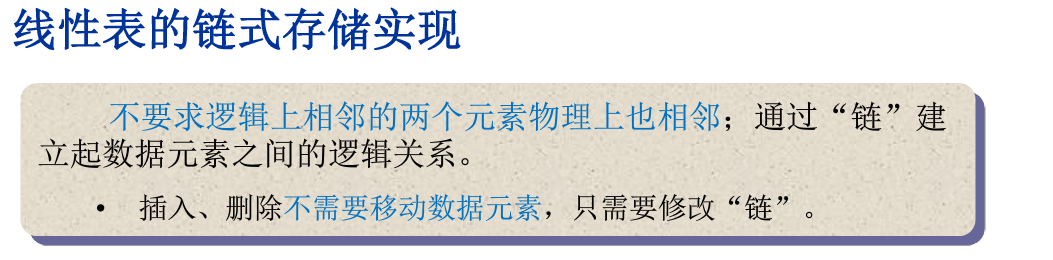 线性表的链式存储实现
不要求逻辑上相邻的两个元素物理上也相邻；通过“链”建
立起数据元素之间的逻辑关系。
• 插入、删除不需要移动数据元素，只需要修改“链”。